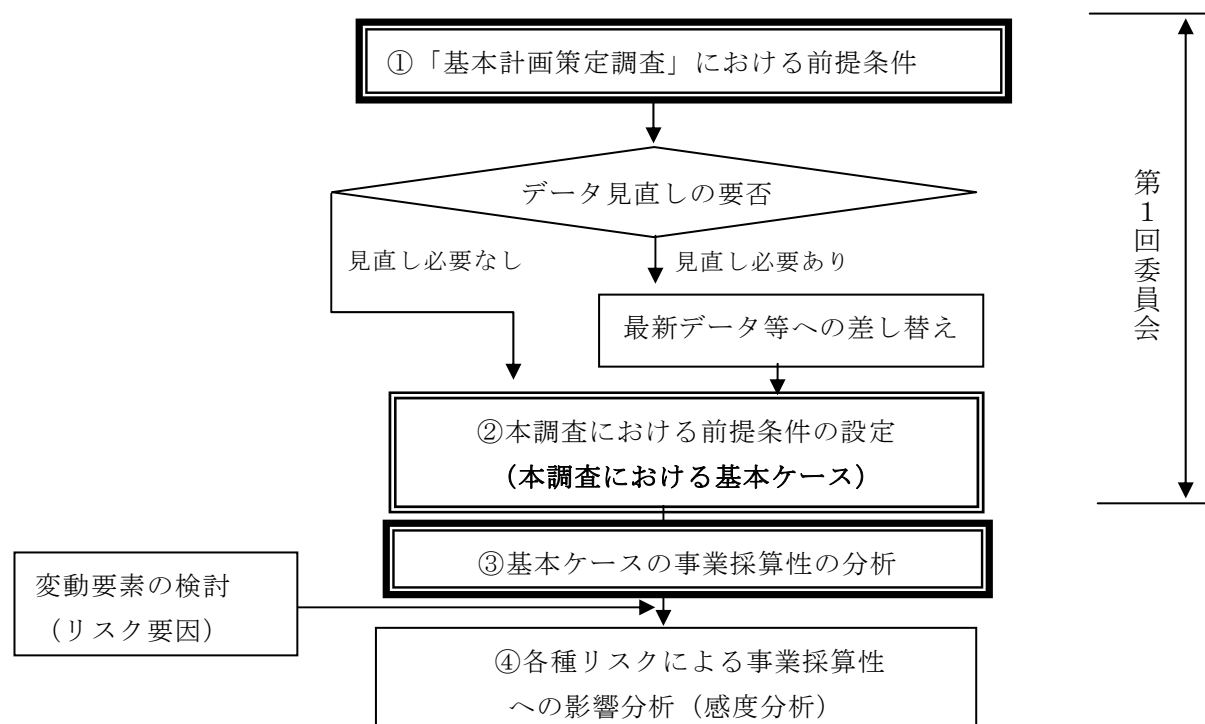 ①「基本計画策定調査」における前提条件
データ見直しの要否
見直し必要なし
見直し必要あり
最新データ等への差し替え
②本調査における前提条件の設定
（本調査における基本ケース）
③基本ケースの事業採算性の分析
変動要素の検討
（リスク要因）
④各種リスクによる事業採算性
への影響分析（感度分析）
第１回委員会